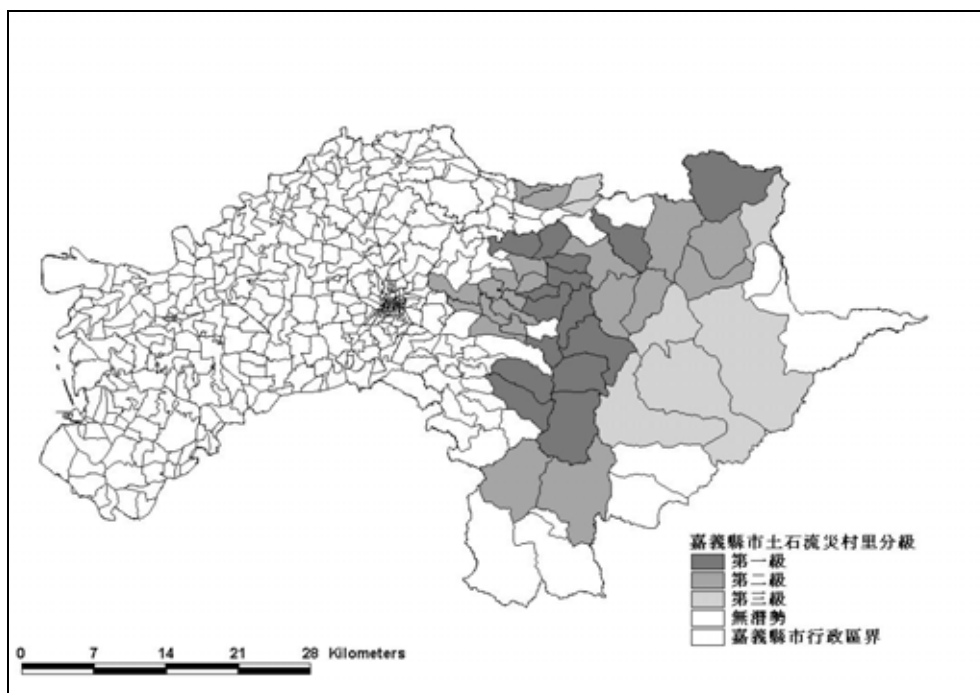 嘉義縣市土石流災村里分級
第一級
第二級
第三級
無潛勢
嘉義縣市行政區界
0 7 14 21 28 Kilometers